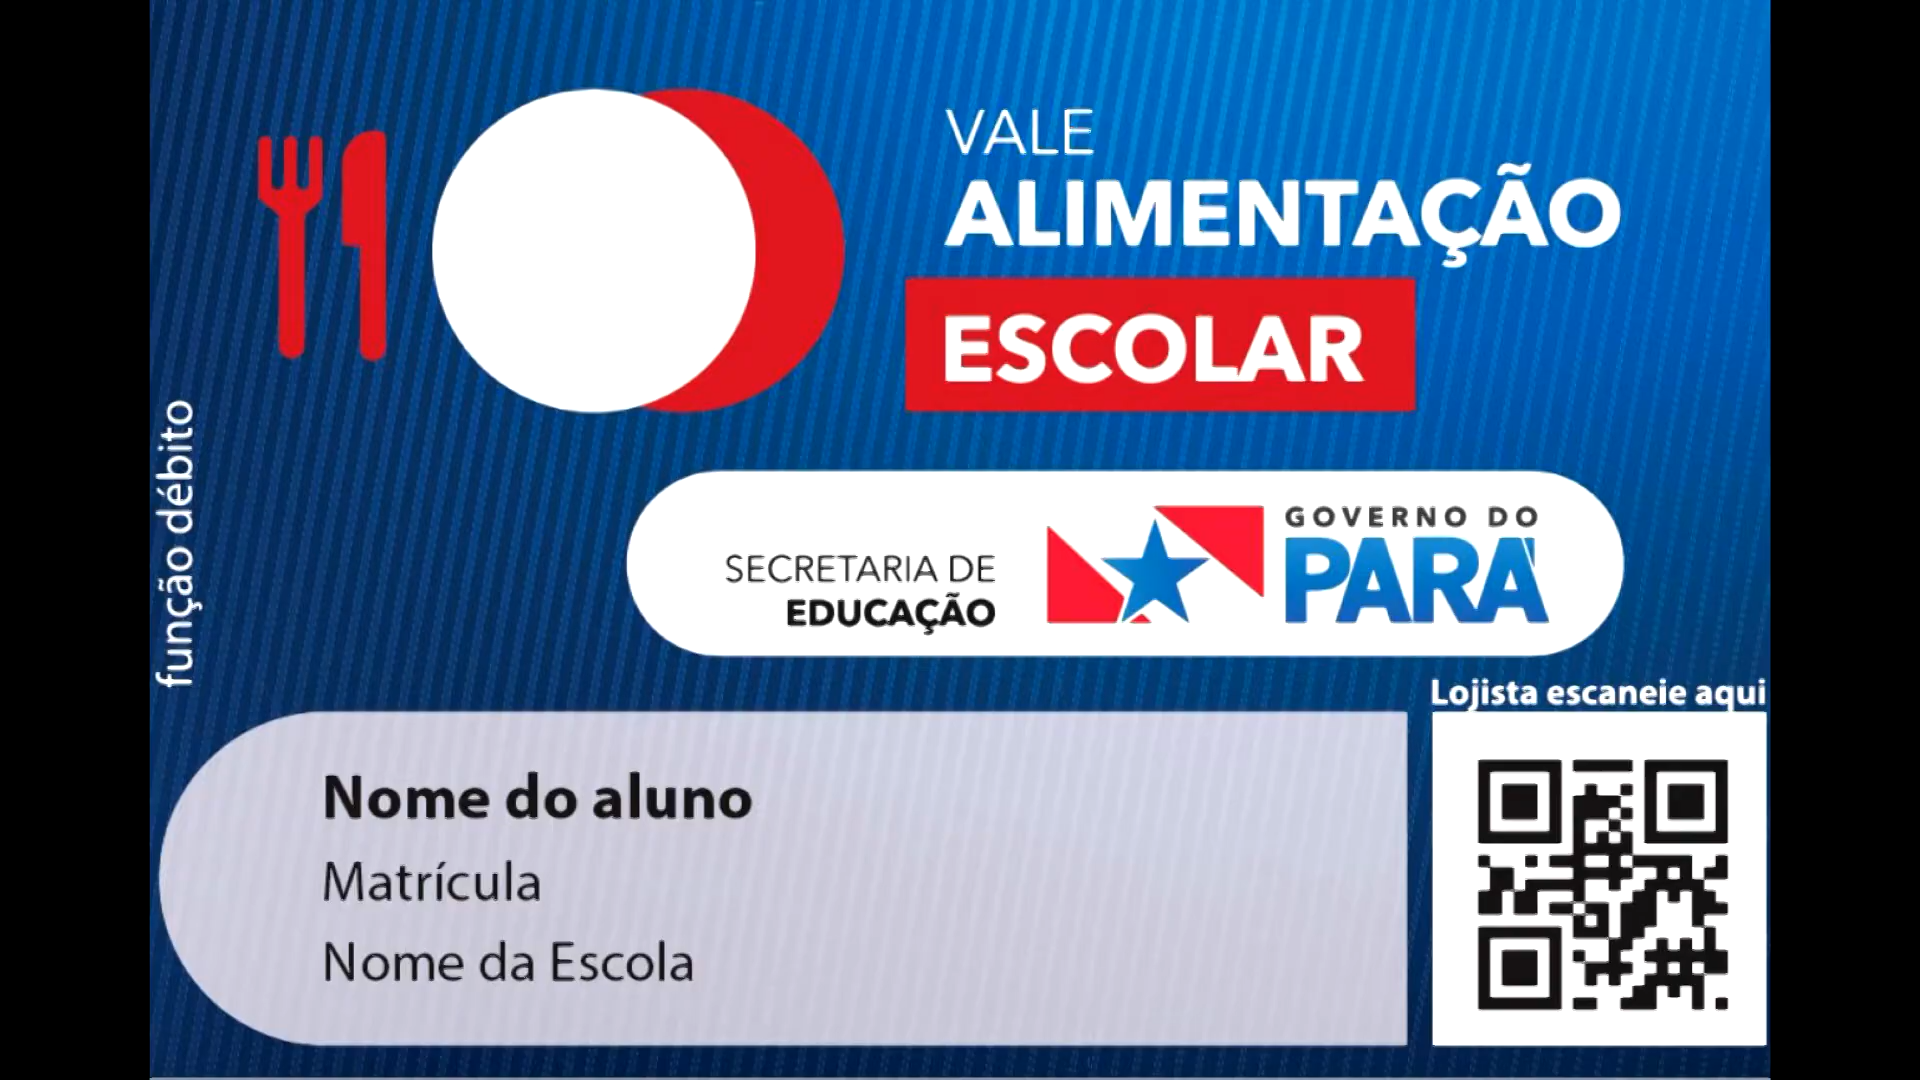 VALE
ALIMENTAÇÃO
ESCOLAR
função débito
SECRETARIA DE
EDUCAÇÃO
GOVERNO DO
PARÁ
Lojista escaneie aqui
Nome do aluno
Matrícula
Nome da Escola